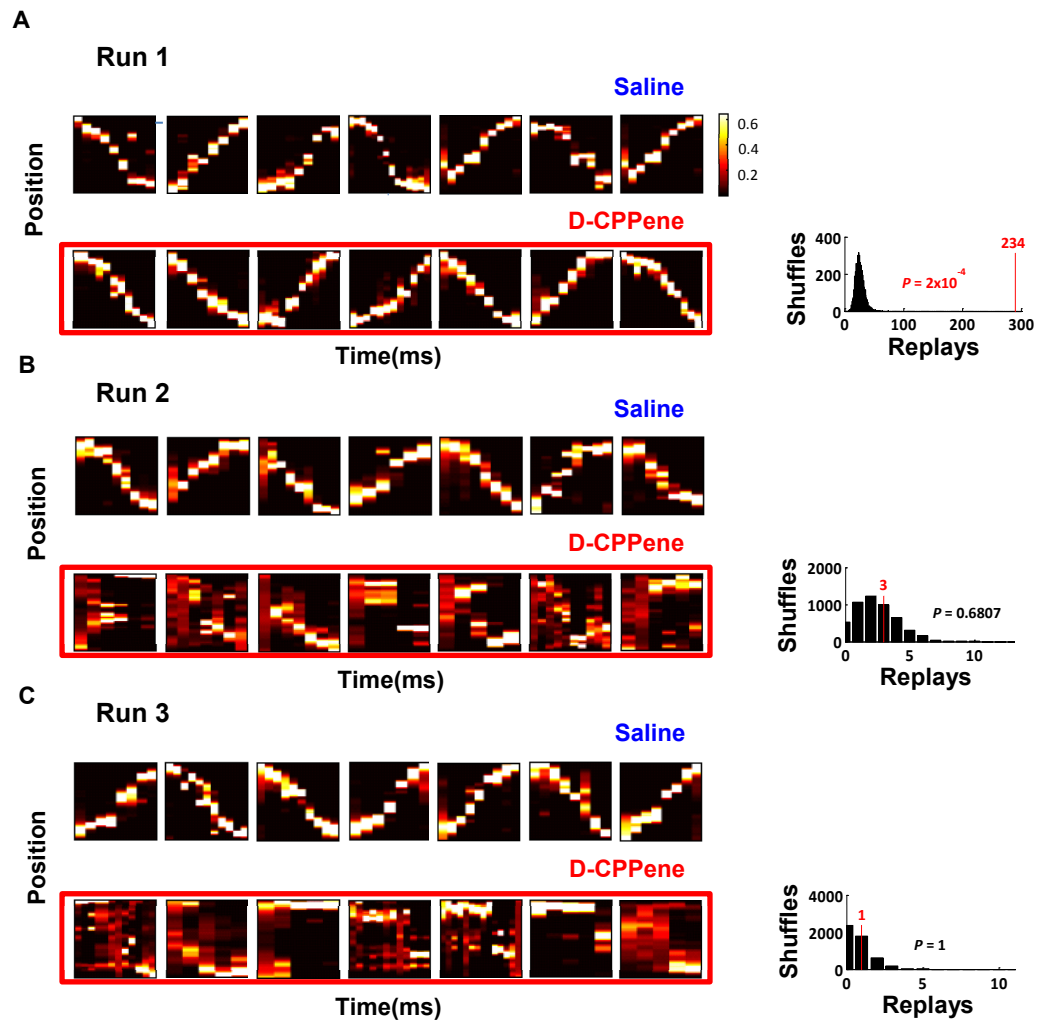 A
Run 1
Saline
Position
0.6
0.4
0.2
D-CPPene
Time(ms)
Shuffles
400
200
0
234
P = 2x10-4
0 100 200 300
Replays
B
Run 2
Saline
Position
D-CPPene
Time(ms)
Shuffles
2000
1000
0
3
P = 0.6807
0 5 10
Replays
C
Run 3
Saline
Position
D-CPPene
Time(ms)
Shuffles
4000
2000
0
1
P = 1
0 5 10
Replays